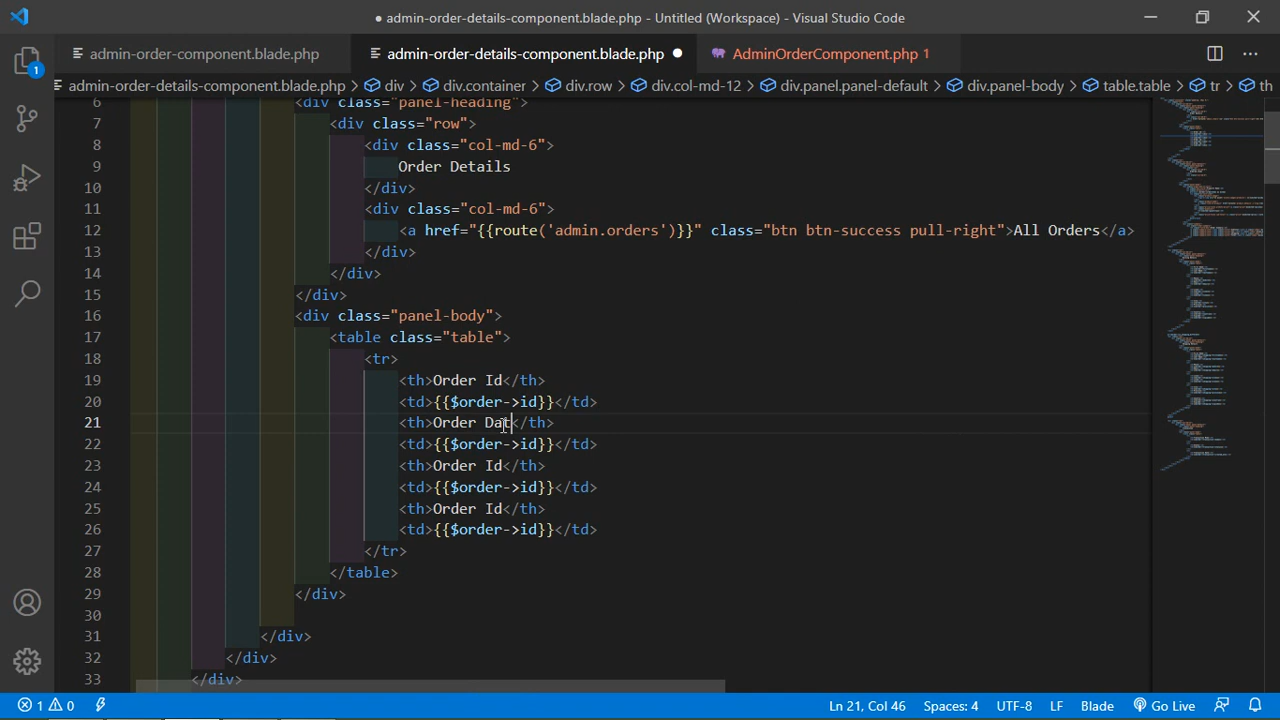 ● admin-order-details-component.blade.php - Untitled (Workspace) - Visual Studio Code
admin-order-component.blade.php
admin-order-details-component.blade.php ●
AdminOrderComponent.php 1
admin-order-details-component.blade.php > div > div.container > div.row > div.col-md-12 > div.panel.panel-default > div.panel-body > table.table > tr > th
1
6 <div class="panel-heading">
7 <div class="row">
8 <div class="col-md-6">
9 Order Details
10 </div>
11 <div class="col-md-6">
12 <a href="{{route('admin.orders')}}" class="btn btn-success pull-right">All Orders</a>
13 </div>
14 </div>
15 </div>
16 <div class="panel-body">
17 <table class="table">
18 <tr>
19 <th>Order Id</th>
20 <td>{{$order->id}}</td>
21 <th>Order Dat</th>
22 <td>{{$order->id}}</td>
23 <th>Order Id</th>
24 <td>{{$order->id}}</td>
25 <th>Order Id</th>
26 <td>{{$order->id}}</td>
27 </tr>
28 </table>
29 </div>
30
31 </div>
32 </div>
33 </div>
1 0
Ln 21, Col 46
Spaces: 4
UTF-8
LF
Blade
Go Live